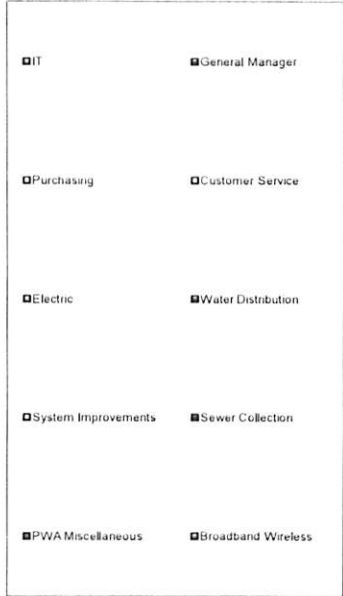 IT General Manager
Purchasing Customer Service
Electric Water Distribution
System Improvements Sewer Collection
PWA Miscellaneous Broadband Wireless